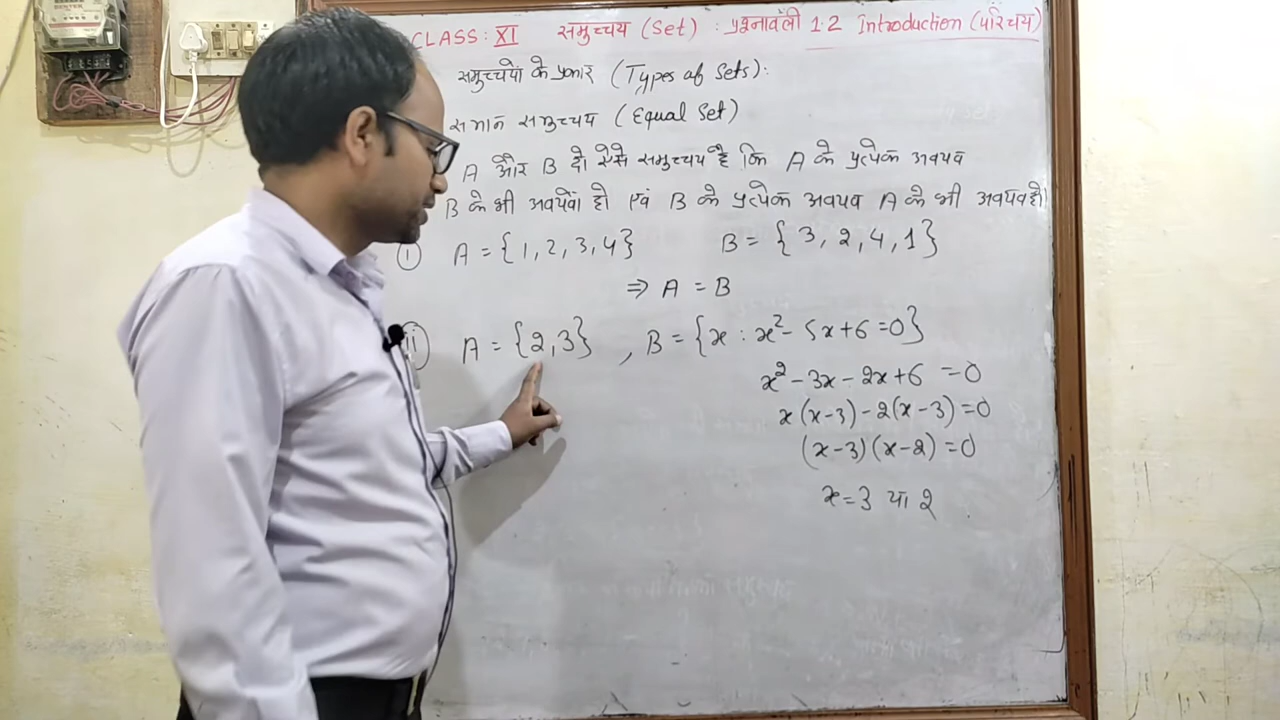 CLASS: XI समुच्चय (Set) : प्रश्नावली 1.2 Introduction (परिचय)
समुच्चयों के प्रकार (Types of Sets):
समान समुच्चय (Equal Set)
A और B दो ऐसे समुच्चय है कि A के प्रत्येक अवयव
B के भी अवयव हो एवं B के प्रत्येक अवयव A के भी अवयव हो।
(i) A = {1, 2, 3, 4} B = {3, 2, 4, 1}
⇒ A = B
(ii) A = {2, 3} , B = {x : x² - 5x + 6 = 0}
x² - 3x - 2x + 6 = 0
x(x-3) - 2(x-3) = 0
(x-3)(x-2) = 0
x = 3 या 2